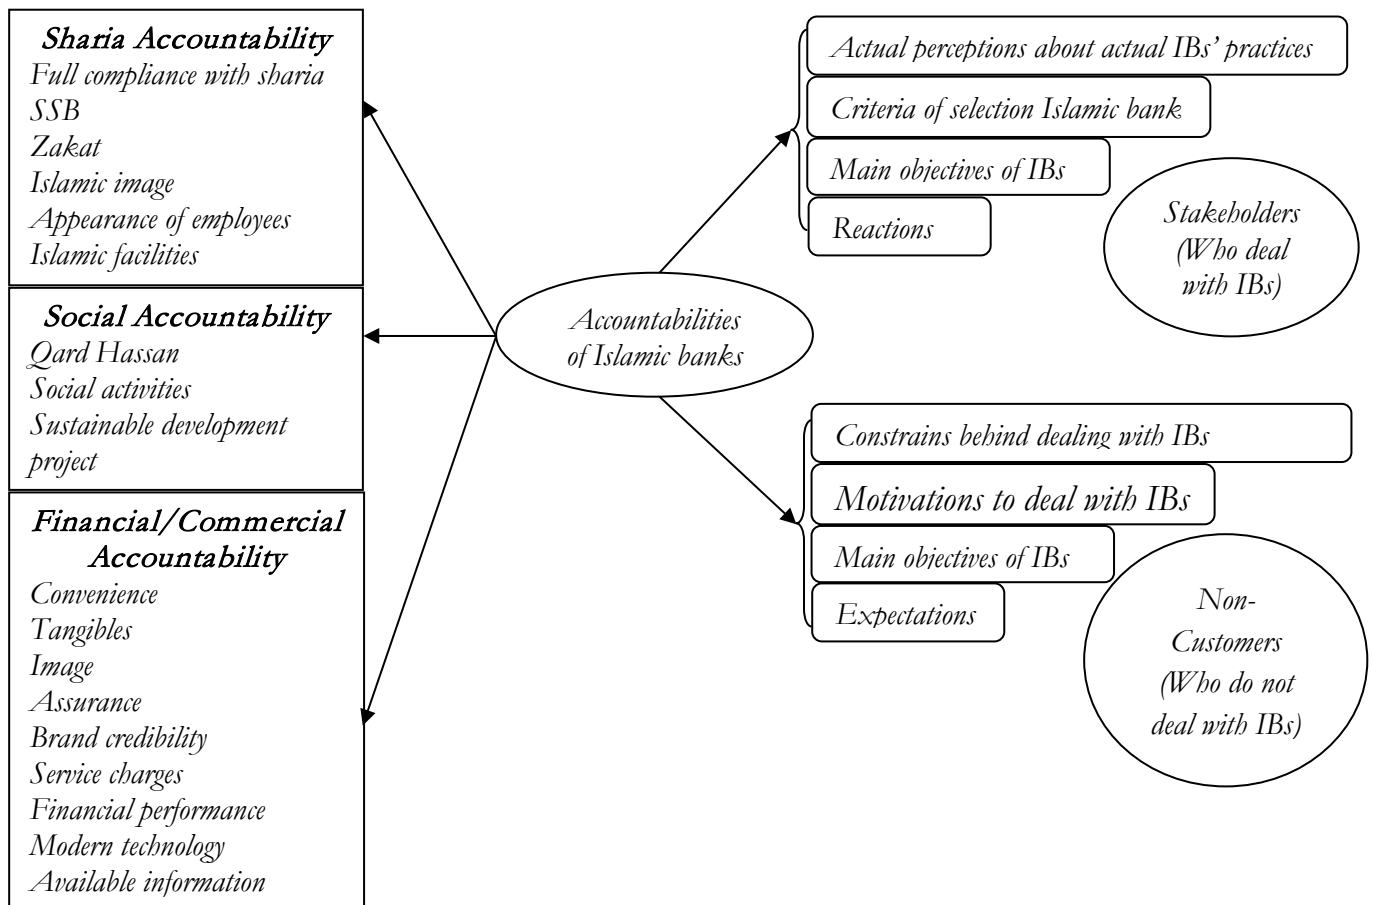 Sharia Accountability
Full compliance with sharia
SSB
Zakat
Islamic image
Appearance of employees
Islamic facilities
Social Accountability
Qard Hassan
Social activities
Sustainable development
project
Financial/Commercial
Accountability
Convenience
Tangibles
Image
Assurance
Brand credibility
Service charges
Financial performance
Modern technology
Available information
Accountabilities
of Islamic banks
Actual perceptions about actual IBs’ practices
Criteria of selection Islamic bank
Main objectives of IBs
Reactions
Stakeholders
(Who deal
with IBs)
Constrains behind dealing with IBs
Motivations to deal with IBs
Main objectives of IBs
Expectations
Non-
Customers
(Who do not
deal with IBs)